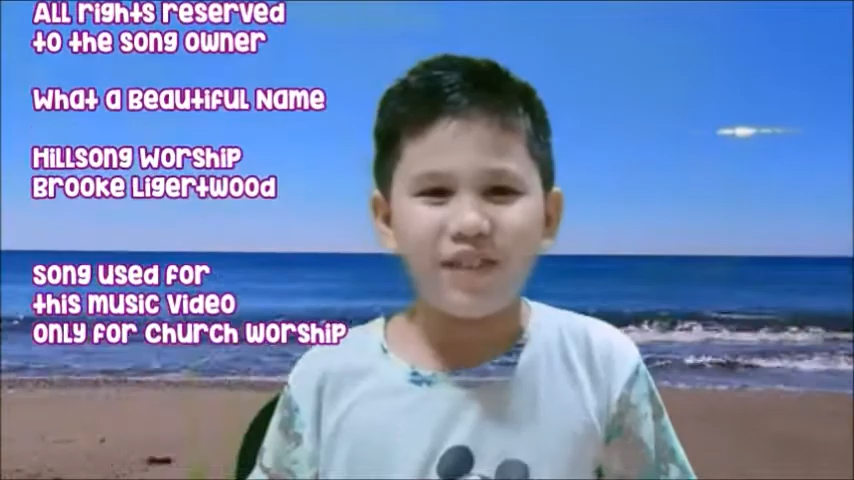 All rights reserved
to the song owner
What a Beautiful Name
Hillsong Worship
Brooke Ligertwood
song used for
this music video
only for church worship